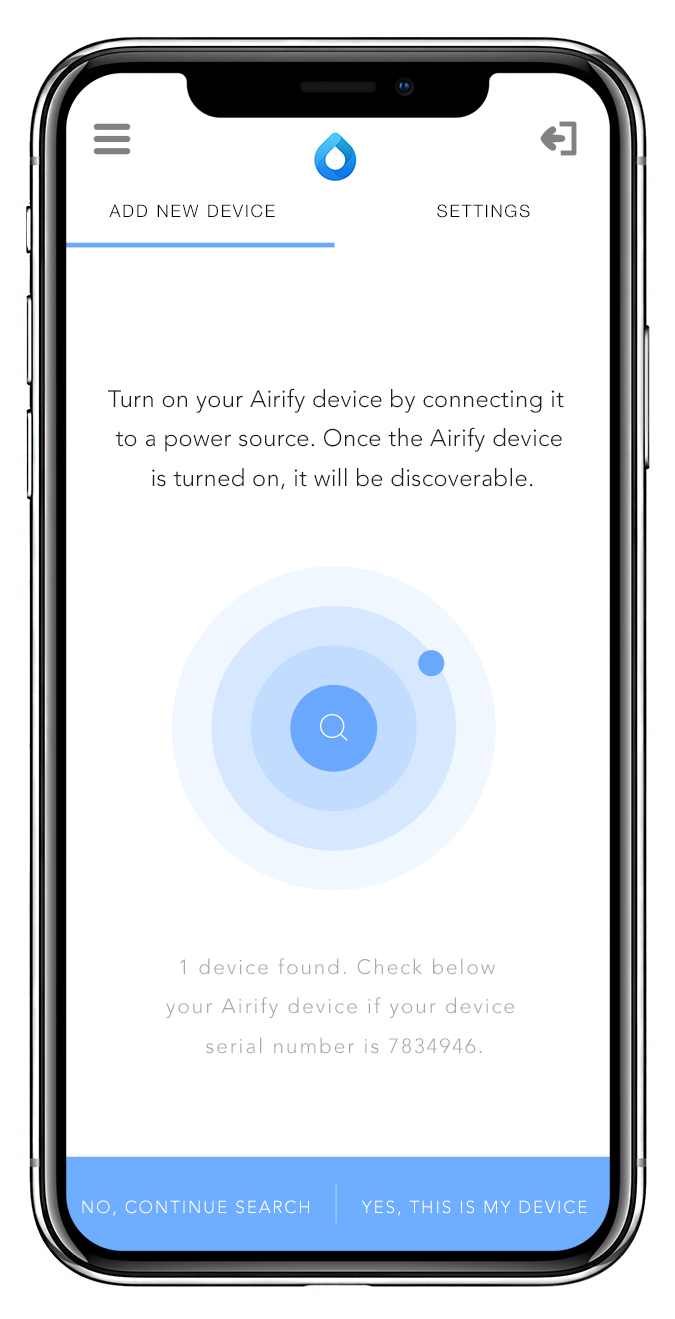 ADD NEW DEVICE
SETTINGS
Turn on your Airify device by connecting it
to a power source. Once the Airify device
is turned on, it will be discoverable.
1 device found. Check below
your Airify device if your device
serial number is 7834946.
NO, CONTINUE SEARCH
YES, THIS IS MY DEVICE